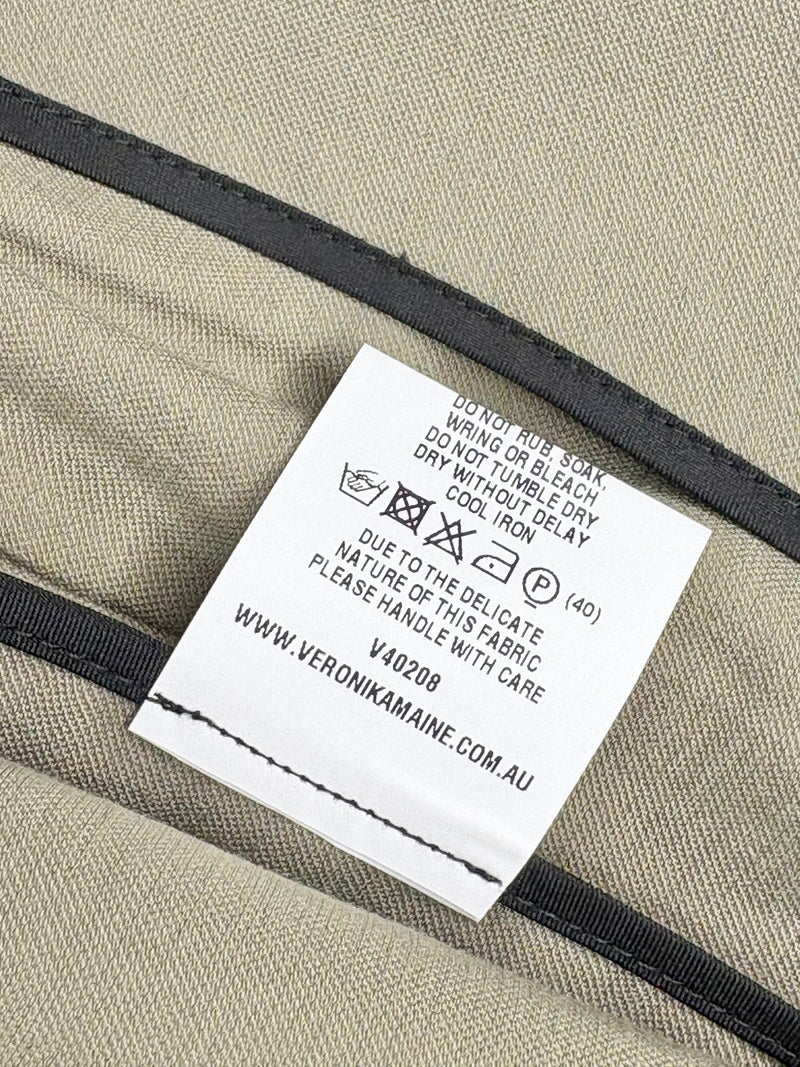 DO NOT RUB, SOAK,
WRING OR BLEACH
DO NOT TUMBLE DRY
DRY WITHOUT DELAY
COOL IRON
P (40)
DUE TO THE DELICATE
NATURE OF THIS FABRIC
PLEASE HANDLE WITH CARE
V40208
WWW.VERONIKAMAINE.COM.AU